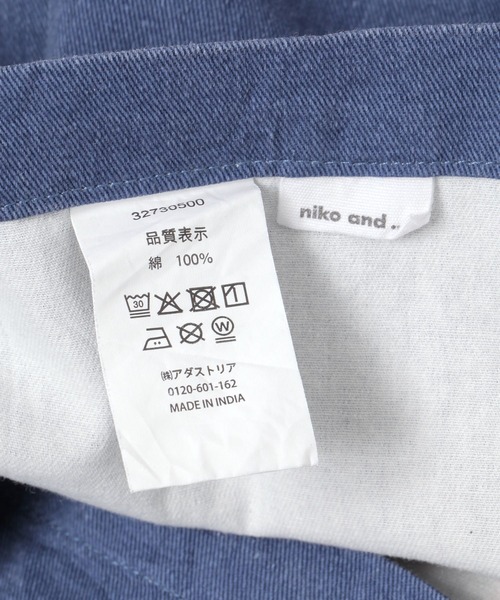 32730500
品質表示
綿 100%
30
W
㈱アダストリア
0120-601-162
MADE IN INDIA
niko and ...